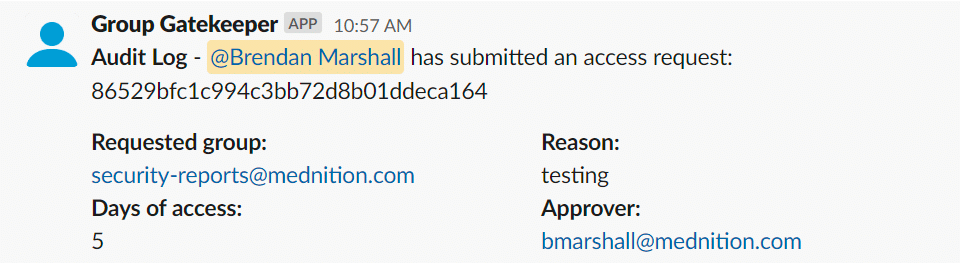 Group Gatekeeper APP 10:57 AM
Audit Log - @Brendan Marshall has submitted an access request:
86529bfc1c994c3bb72d8b01ddeca164
Requested group:
security-reports@mednition.com
Reason:
testing
Days of access:
5
Approver:
bmarshall@mednition.com